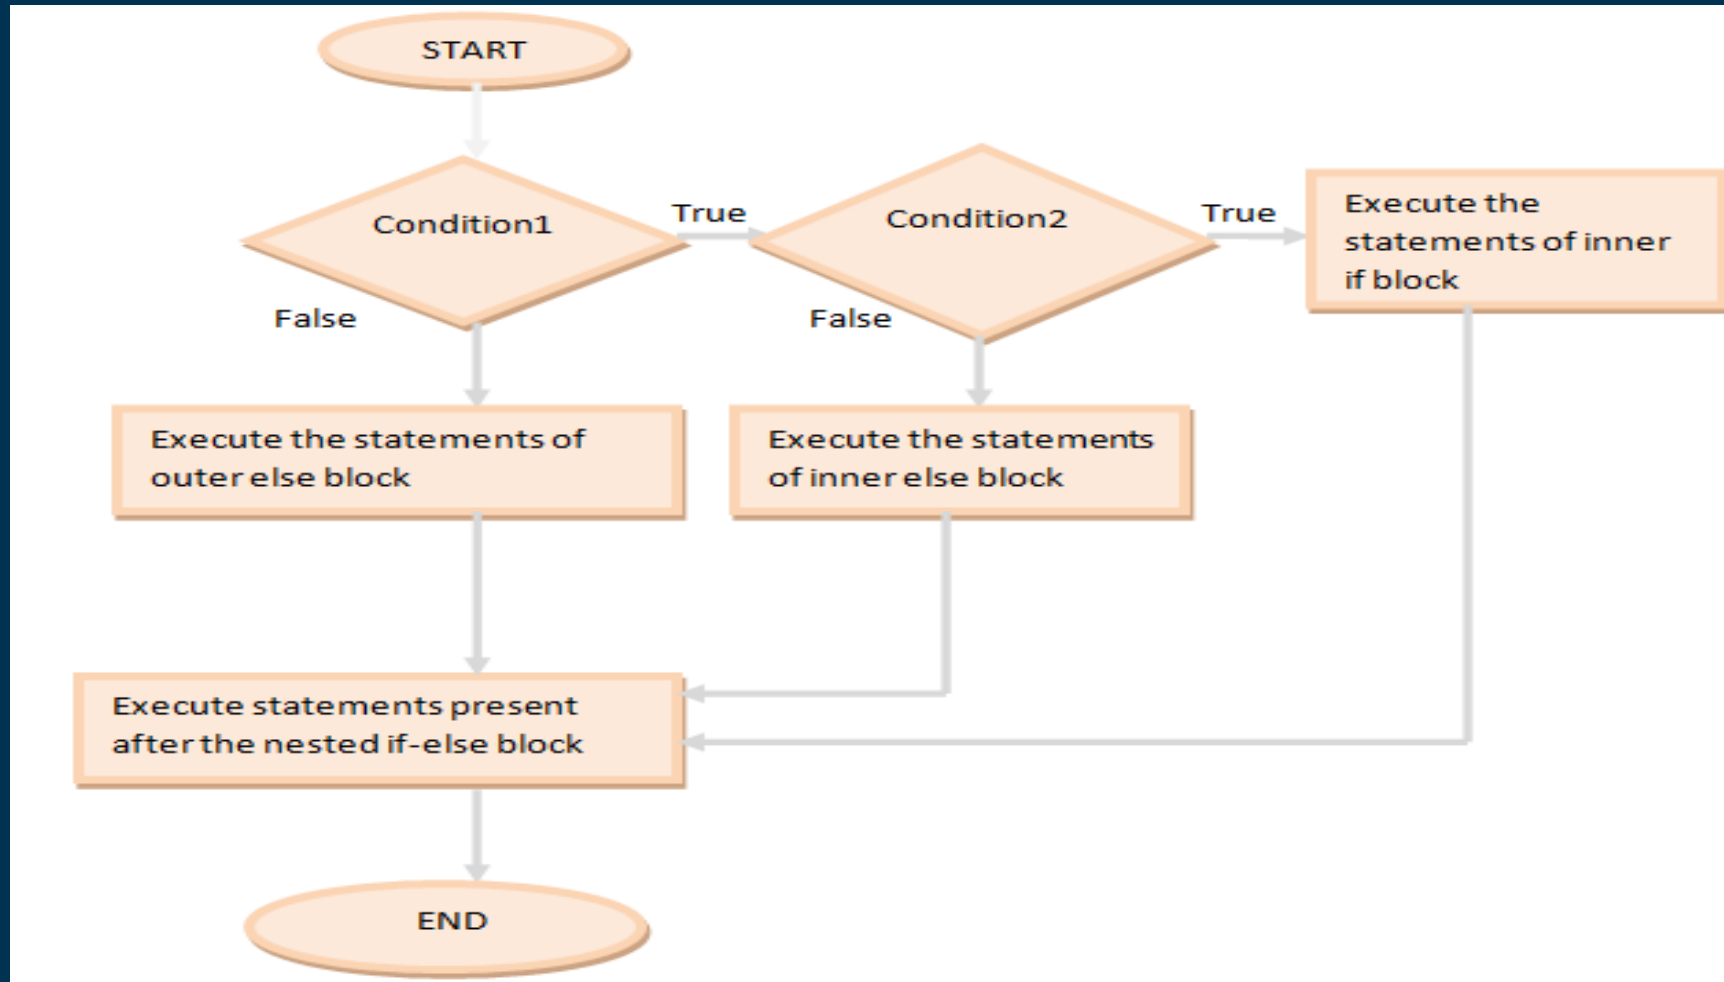 START
Condition1
True
Condition2
True
Execute the
statements of inner
if block
False
False
Execute the statements of
outer else block
Execute the statements
of inner else block
Execute statements present
after the nested if-else block
END